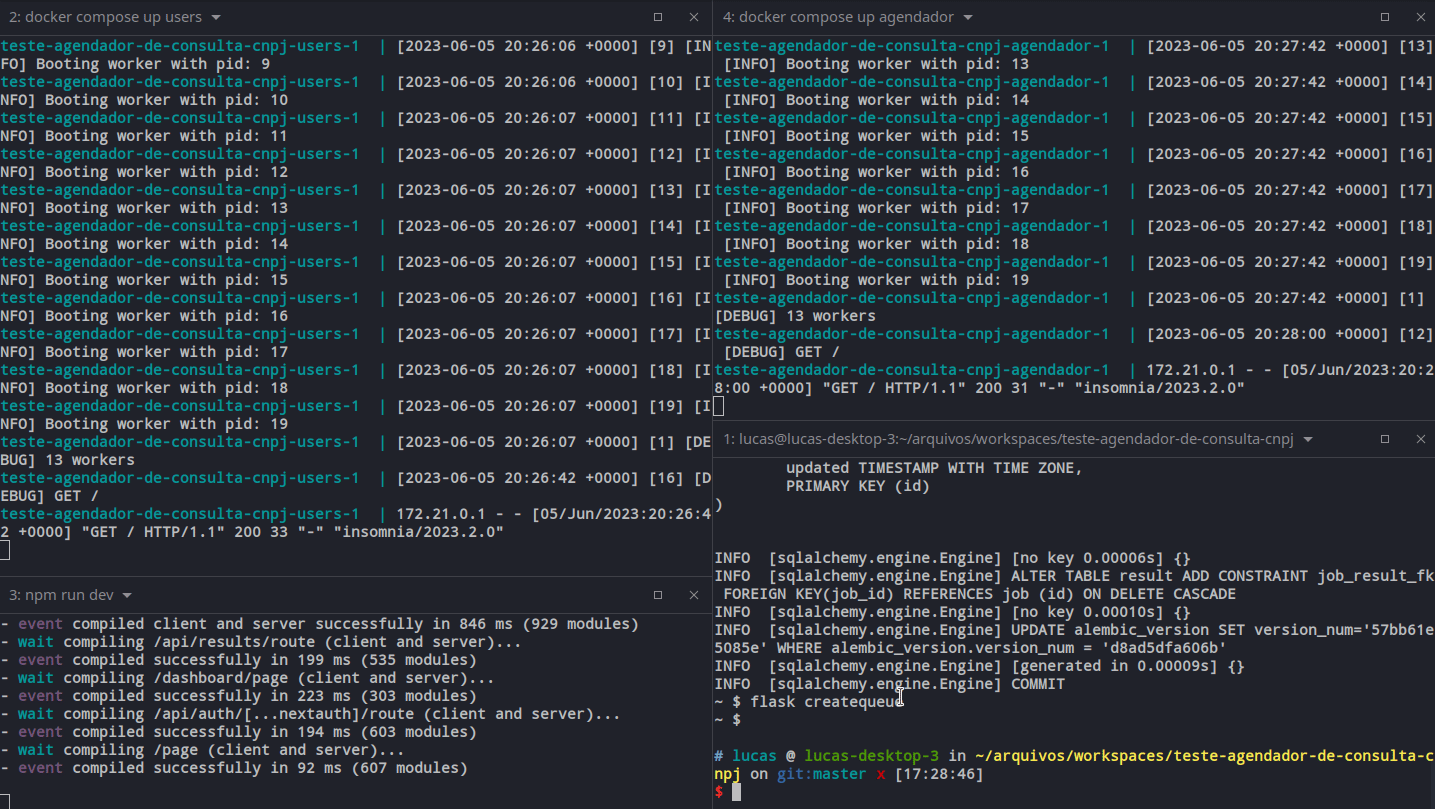 2: docker compose up users
teste-agendador-de-consulta-cnpj-users-1 | [2023-06-05 20:26:06 +0000] [9] [IN
FO] Booting worker with pid: 9
teste-agendador-de-consulta-cnpj-users-1 | [2023-06-05 20:26:06 +0000] [10] [I
NFO] Booting worker with pid: 10
teste-agendador-de-consulta-cnpj-users-1 | [2023-06-05 20:26:07 +0000] [11] [I
NFO] Booting worker with pid: 11
teste-agendador-de-consulta-cnpj-users-1 | [2023-06-05 20:26:07 +0000] [12] [I
NFO] Booting worker with pid: 12
teste-agendador-de-consulta-cnpj-users-1 | [2023-06-05 20:26:07 +0000] [13] [I
NFO] Booting worker with pid: 13
teste-agendador-de-consulta-cnpj-users-1 | [2023-06-05 20:26:07 +0000] [14] [I
NFO] Booting worker with pid: 14
teste-agendador-de-consulta-cnpj-users-1 | [2023-06-05 20:26:07 +0000] [15] [I
NFO] Booting worker with pid: 15
teste-agendador-de-consulta-cnpj-users-1 | [2023-06-05 20:26:07 +0000] [16] [I
NFO] Booting worker with pid: 16
teste-agendador-de-consulta-cnpj-users-1 | [2023-06-05 20:26:07 +0000] [17] [I
NFO] Booting worker with pid: 17
teste-agendador-de-consulta-cnpj-users-1 | [2023-06-05 20:26:07 +0000] [18] [I
NFO] Booting worker with pid: 18
teste-agendador-de-consulta-cnpj-users-1 | [2023-06-05 20:26:07 +0000] [19] [I
NFO] Booting worker with pid: 19
teste-agendador-de-consulta-cnpj-users-1 | [2023-06-05 20:26:07 +0000] [1] [DE
BUG] 13 workers
teste-agendador-de-consulta-cnpj-users-1 | [2023-06-05 20:26:42 +0000] [16] [D
EBUG] GET /
teste-agendador-de-consulta-cnpj-users-1 | 172.21.0.1 - - [05/Jun/2023:20:26:4
2 +0000] "GET / HTTP/1.1" 200 33 "-" "insomnia/2023.2.0"
3: npm run dev
- event compiled client and server successfully in 846 ms (929 modules)
- wait compiling /api/results/route (client and server)...
- event compiled successfully in 199 ms (535 modules)
- wait compiling /dashboard/page (client and server)...
- event compiled successfully in 223 ms (303 modules)
- wait compiling /api/auth/[...nextauth]/route (client and server)...
- event compiled successfully in 194 ms (603 modules)
- wait compiling /page (client and server)...
- event compiled successfully in 92 ms (607 modules)
4: docker compose up agendador
teste-agendador-de-consulta-cnpj-agendador-1 | [2023-06-05 20:27:42 +0000] [13]
[INFO] Booting worker with pid: 13
teste-agendador-de-consulta-cnpj-agendador-1 | [2023-06-05 20:27:42 +0000] [14]
[INFO] Booting worker with pid: 14
teste-agendador-de-consulta-cnpj-agendador-1 | [2023-06-05 20:27:42 +0000] [15]
[INFO] Booting worker with pid: 15
teste-agendador-de-consulta-cnpj-agendador-1 | [2023-06-05 20:27:42 +0000] [16]
[INFO] Booting worker with pid: 16
teste-agendador-de-consulta-cnpj-agendador-1 | [2023-06-05 20:27:42 +0000] [17]
[INFO] Booting worker with pid: 17
teste-agendador-de-consulta-cnpj-agendador-1 | [2023-06-05 20:27:42 +0000] [18]
[INFO] Booting worker with pid: 18
teste-agendador-de-consulta-cnpj-agendador-1 | [2023-06-05 20:27:42 +0000] [19]
[INFO] Booting worker with pid: 19
teste-agendador-de-consulta-cnpj-agendador-1 | [2023-06-05 20:27:42 +0000] [1]
[DEBUG] 13 workers
teste-agendador-de-consulta-cnpj-agendador-1 | [2023-06-05 20:28:00 +0000] [12]
[DEBUG] GET /
teste-agendador-de-consulta-cnpj-agendador-1 | 172.21.0.1 - - [05/Jun/2023:20:2
8:00 +0000] "GET / HTTP/1.1" 200 31 "-" "insomnia/2023.2.0"
1: lucas@lucas-desktop-3:~/arquivos/workspaces/teste-agendador-de-consulta-cnpj
updated TIMESTAMP WITH TIME ZONE,
PRIMARY KEY (id)
)
INFO [sqlalchemy.engine.Engine] [no key 0.00006s] {}
INFO [sqlalchemy.engine.Engine] ALTER TABLE result ADD CONSTRAINT job_result_fk
FOREIGN KEY(job_id) REFERENCES job (id) ON DELETE CASCADE
INFO [sqlalchemy.engine.Engine] [no key 0.00010s] {}
INFO [sqlalchemy.engine.Engine] UPDATE alembic_version SET version_num='57bb61e
5085e' WHERE alembic_version.version_num = 'd8ad5dfa606b'
INFO [sqlalchemy.engine.Engine] [generated in 0.00009s] {}
INFO [sqlalchemy.engine.Engine] COMMIT
~ $ flask createqueue
~ $
# lucas @ lucas-desktop-3 in ~/arquivos/workspaces/teste-agendador-de-consulta-c
npj on git:master x [17:28:46]
$